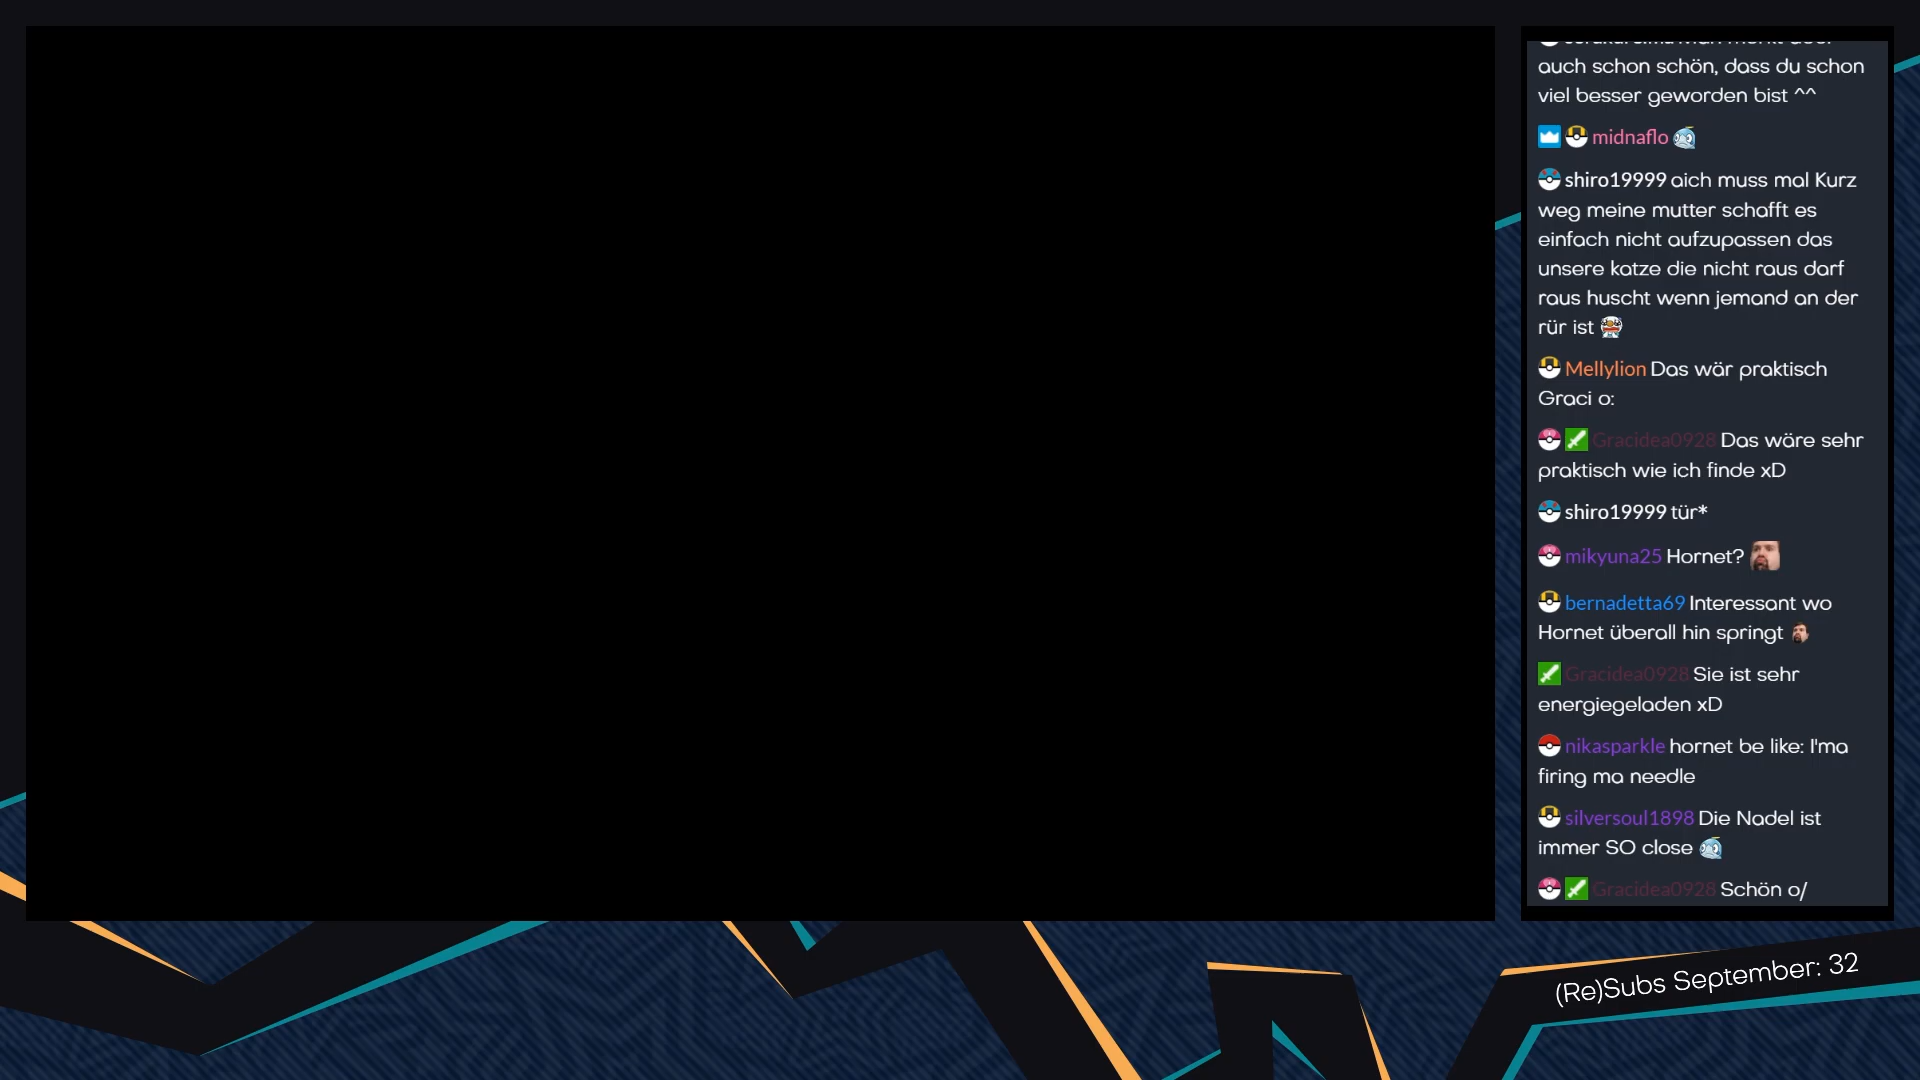 auch schon schön, dass du schon
viel besser geworden bist ^^
midnaflo
shiro19999 aich muss mal Kurz
weg meine mutter schafft es
einfach nicht aufzupassen das
unsere katze die nicht raus darf
raus huscht wenn jemand an der
rür ist
Mellylion Das wär praktisch
Graci o:
Gracidea0928 Das wäre sehr
praktisch wie ich finde xD
shiro19999 tür*
mikyuna25 Hornet?
bernadetta69 Interessant wo
Hornet überall hin springt
Gracidea0928 Sie ist sehr
energiegeladen xD
nikasparkle hornet be like: I'ma
firing ma needle
silversoul1898 Die Nadel ist
immer SO close
Gracidea0928 Schön o/
(Re)Subs September: 32